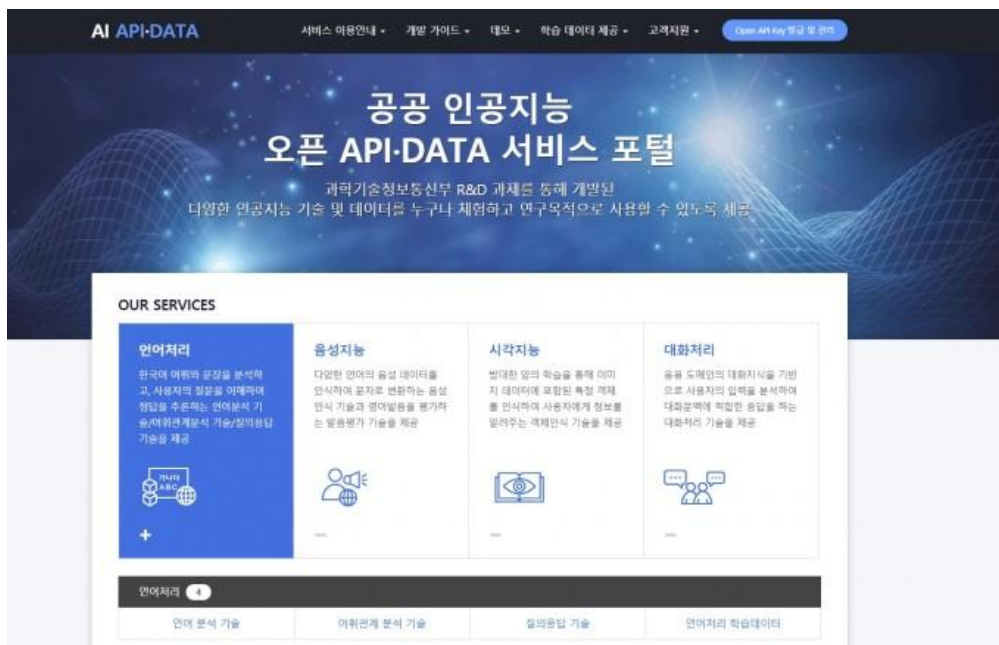 AI API·DATA
서비스 이용안내
개발 가이드
데모
학습 데이터 제공
고객지원
Open API Key 발급 및 관리
공공 인공지능
오픈 API·DATA 서비스 포털
과학기술정보통신부 R&D 과제를 통해 개발된
다양한 인공지능 기술 및 데이터를 누구나 체험하고 연구목적으로 사용할 수 있도록 제공
OUR SERVICES
언어처리
한국어 어휘와 문장을 분석하
고, 사용자의 질문을 이해하여
정답을 추론하는 언어분석 기
술/어휘관계분석 기술/질의응답
기술을 제공
가나다
ABC
음성지능
다양한 언어의 음성 데이터를
인식하여 문자로 변환하는 음성
인식 기술과 영어발음을 평가하
는 발음평가 기술을 제공
시각지능
방대한 양의 학습을 통해 이미
지 데이터에 포함된 특정 객체
를 인식하여 사용자에게 정보를
알려주는 객체인식 기술을 제공
대화처리
응용 도메인의 대화지식을 기반
으로 사용자의 입력을 분석하여
대화문맥에 적합한 응답을 하는
대화처리 기술을 제공
언어처리 4
언어 분석 기술
어휘관계 분석 기술
질의응답 기술
언어처리 학습데이터